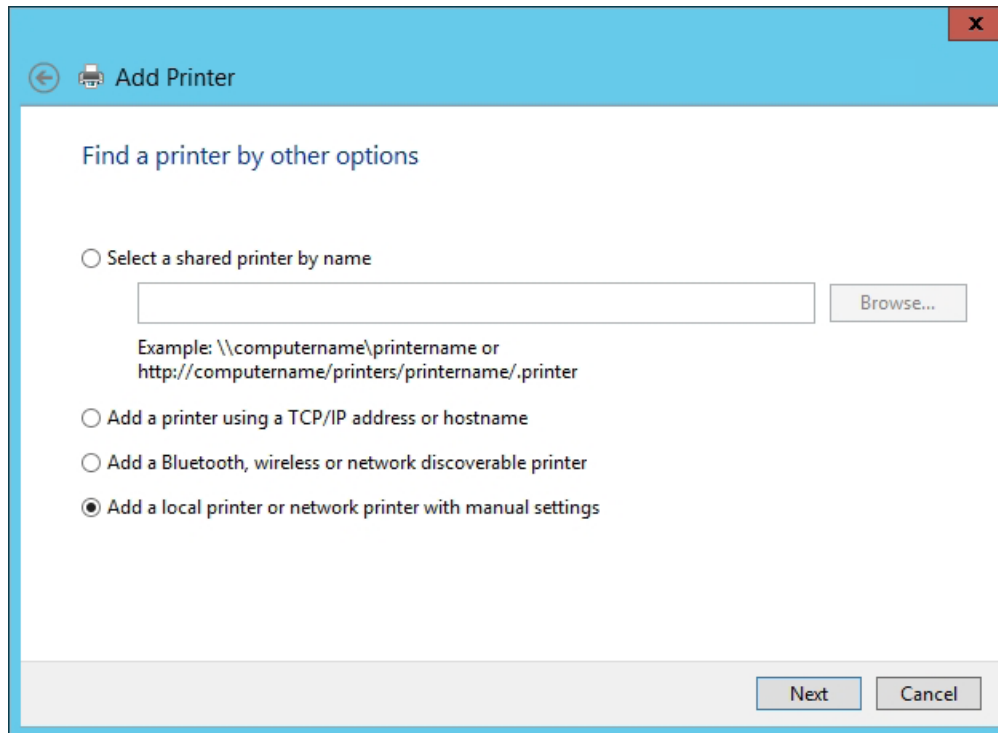 x
Add Printer
Find a printer by other options
Select a shared printer by name
Browse...
Example: \\computername\printername or
http://computername/printers/printername/.printer
Add a printer using a TCP/IP address or hostname
Add a Bluetooth, wireless or network discoverable printer
Add a local printer or network printer with manual settings
Next Cancel